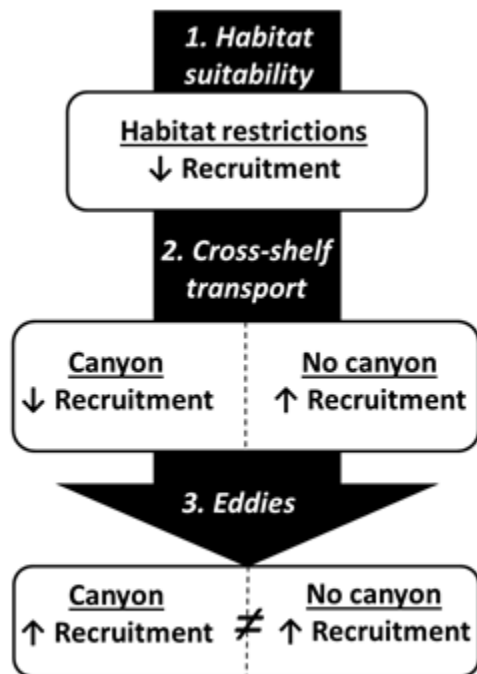 1. Habitat
suitability
Habitat restrictions
↓ Recruitment
2. Cross-shelf
transport
Canyon
↓ Recruitment
No canyon
↑ Recruitment
3. Eddies
Canyon
↑ Recruitment
≠
No canyon
↑ Recruitment